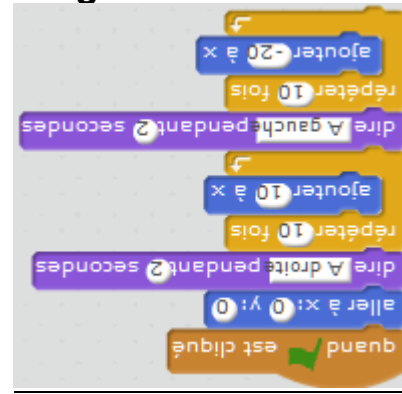 quand est cliqué
aller à x: 0 y: 0
dire A droite pendant 2 secondes
répéter 10 fois
ajouter 10 à x
dire A gauche pendant 2 secondes
répéter 10 fois
ajouter -20 à x